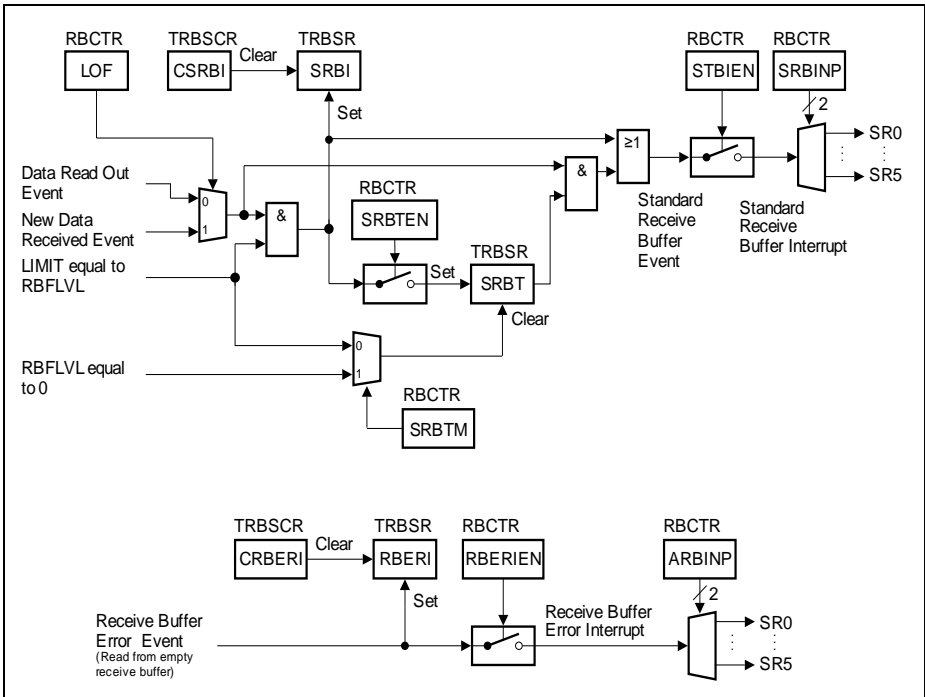 RBCTR
LOF
TRBSCR
CSRBI
Clear
TRBSR
SRBI
Set
RBCTR
STBIEN
RBCTR
SRBINP
2
SR0
SR5
≥1
&
Data Read Out
Event
0
New Data
Received Event
1
&
LIMIT equal to
RBFLVL
RBCTR
SRBTEN
Set
TRBSR
SRBT
Clear
Standard
Receive
Buffer
Event
Standard
Receive
Buffer Interrupt
0
RBFLVL equal
to 0
1
RBCTR
SRBTM
TRBSCR
CRBERI
Clear
TRBSR
RBERI
Set
RBCTR
RBERIEN
RBCTR
ARBINP
2
SR0
SR5
Receive Buffer
Error Event
(Read from empty
receive buffer)
Receive Buffer
Error Interrupt